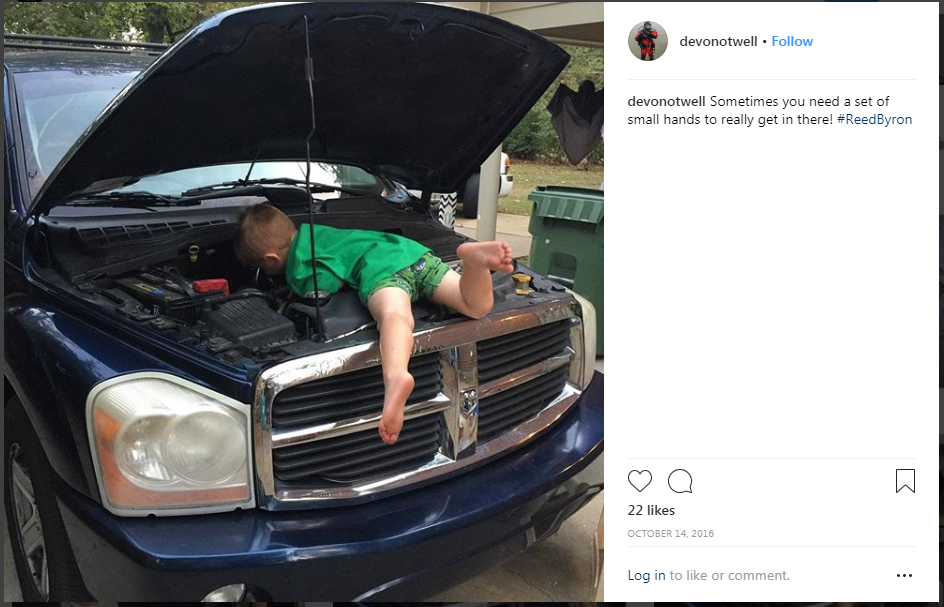 devonotwell • Follow
devonotwell Sometimes you need a set of
small hands to really get in there! #ReedByron
22 likes
OCTOBER 14, 2016
Log in to like or comment.